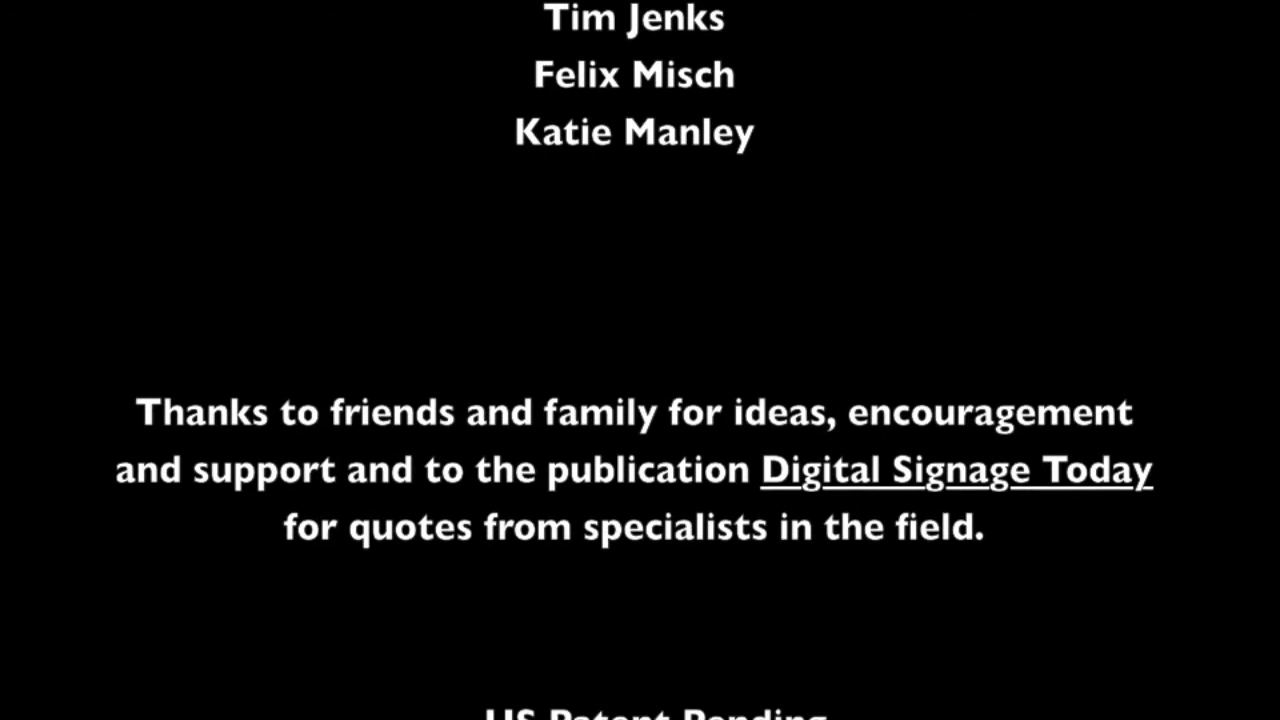 Tim Jenks
Felix Misch
Katie Manley
Thanks to friends and family for ideas, encouragement
and support and to the publication Digital Signage Today
for quotes from specialists in the field.
US Patent Pending